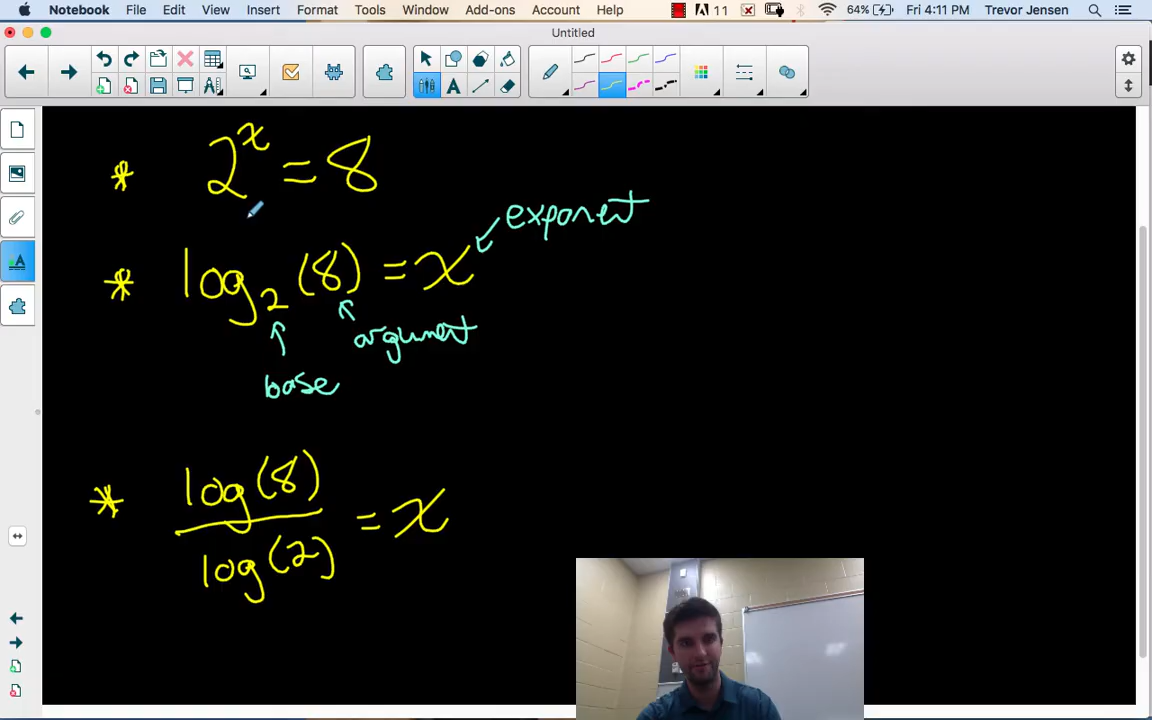 Notebook File Edit View Insert Format Tools Window Add-ons Account Help 11 64% Fri 4:11 PM Trevor Jensen
Untitled
* 2^x = 8
exponent
* log₂(8) = x
argument
base
* log(8)/log(2) = x